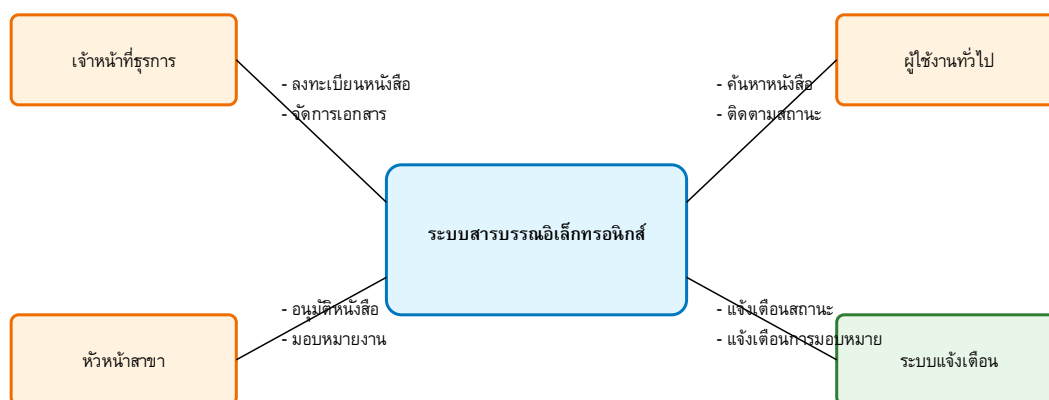 เจ้าหน้าที่ธุรการ
ผู้ใช้งานทั่วไป
- ลงทะเบียนหนังสือ
- จัดการเอกสาร
- ค้นหาหนังสือ
- ติดตามสถานะ
ระบบสารบรรณอิเล็กทรอนิกส์
- อนุมัติหนังสือ
- มอบหมายงาน
- แจ้งเตือนสถานะ
- แจ้งเตือนการมอบหมาย
หัวหน้าสาขา
ระบบแจ้งเตือน